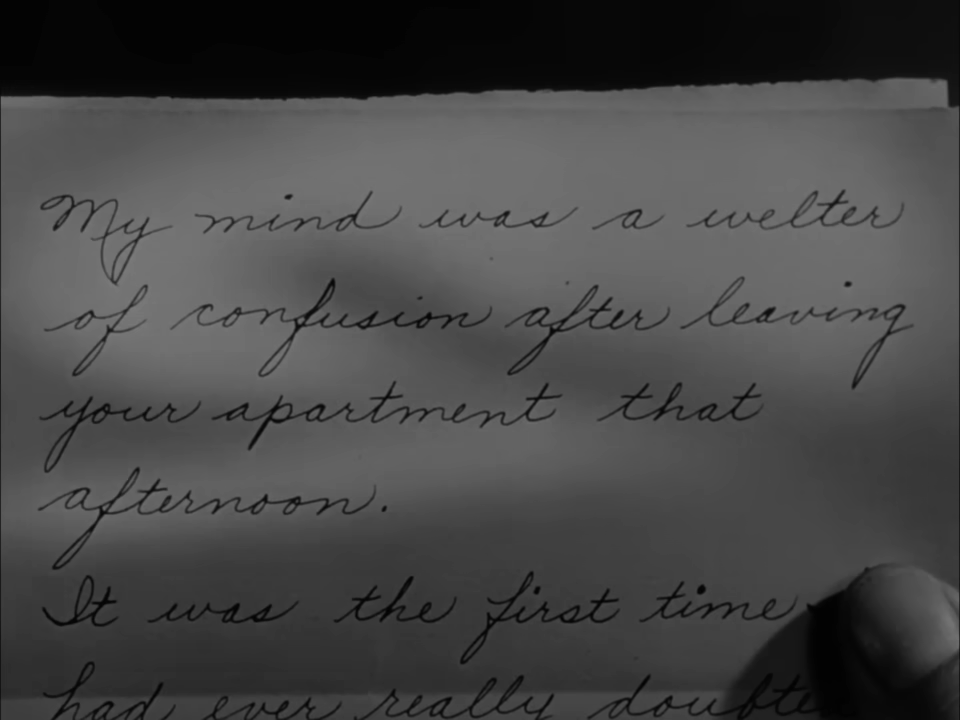 My mind was a welter
of confusion after leaving
your apartment that
afternoon.
It was the first time
had ever really